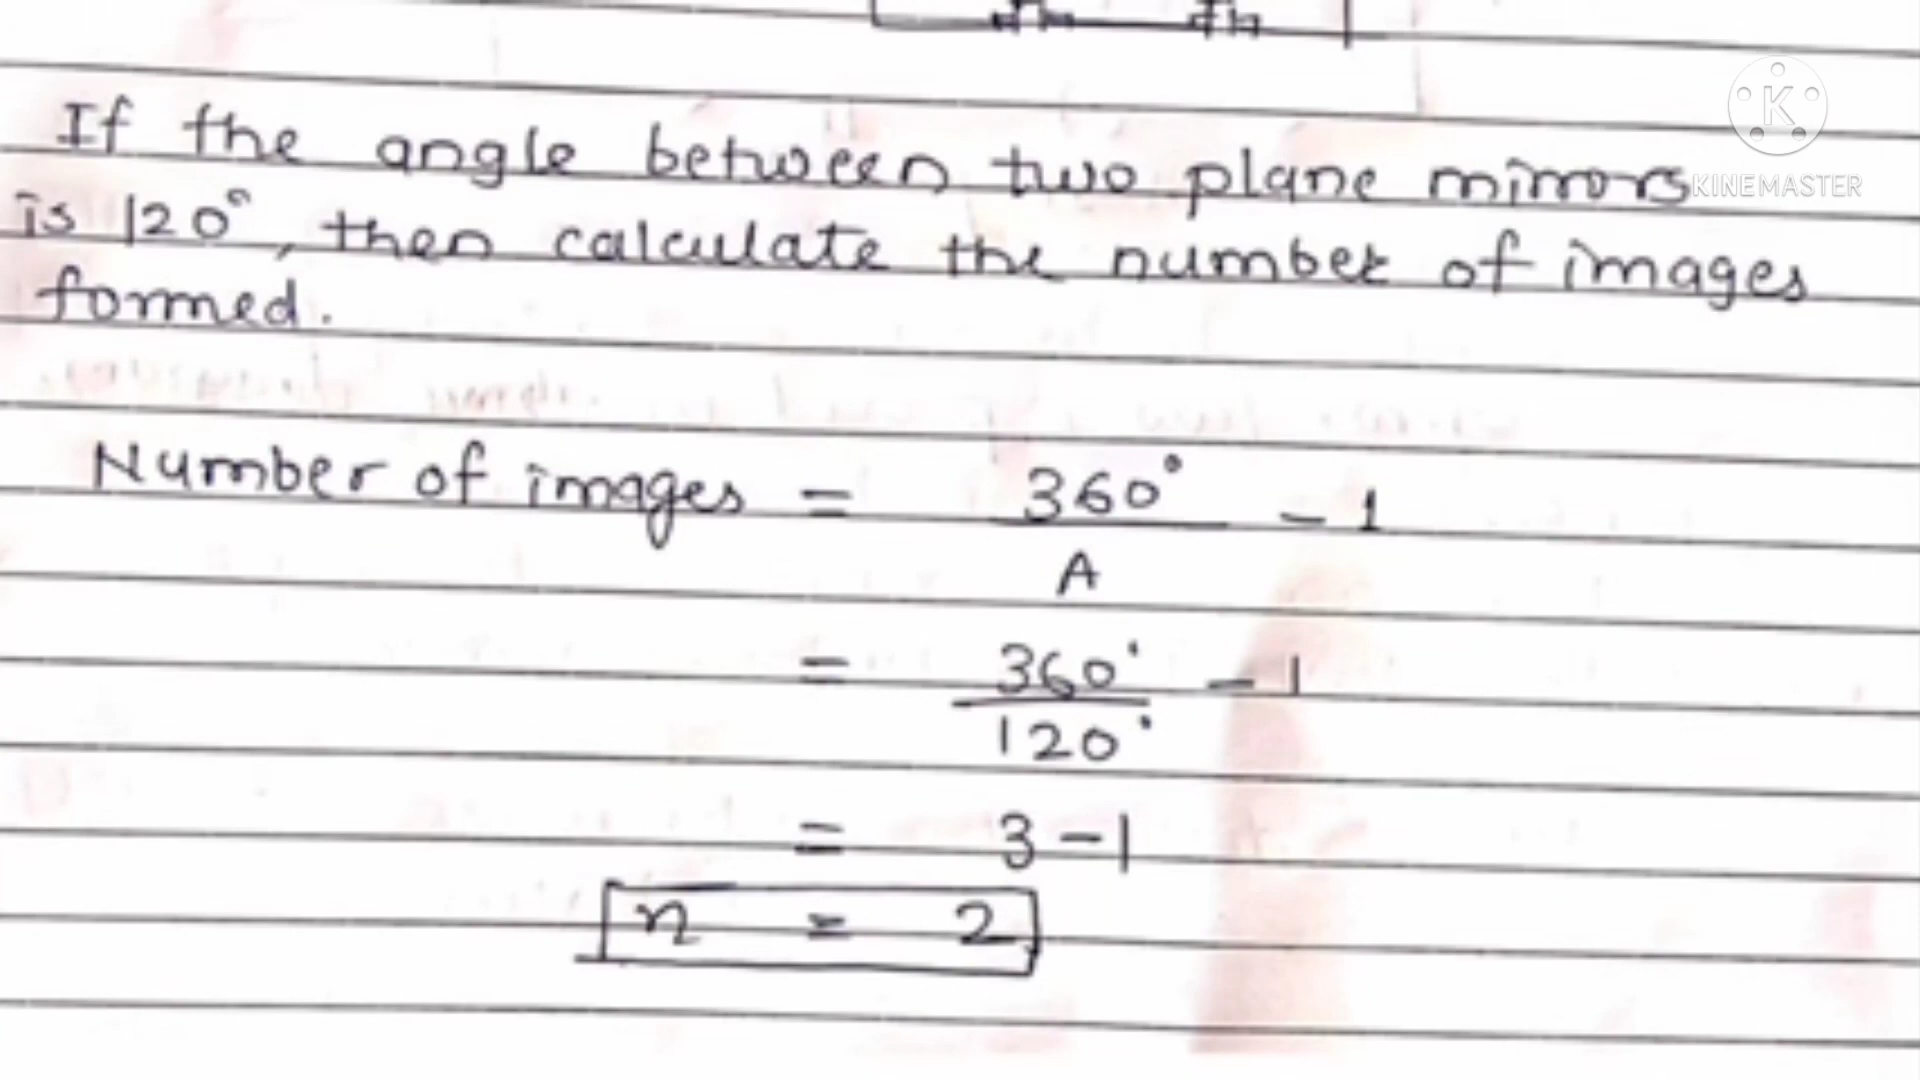 If the angle between two plane mirrors
is 120°, then calculate the number of images
formed.
Number of images = 360° - 1
A
= 360° - 1
120°
= 3 - 1
n = 2
K
KINEMASTER